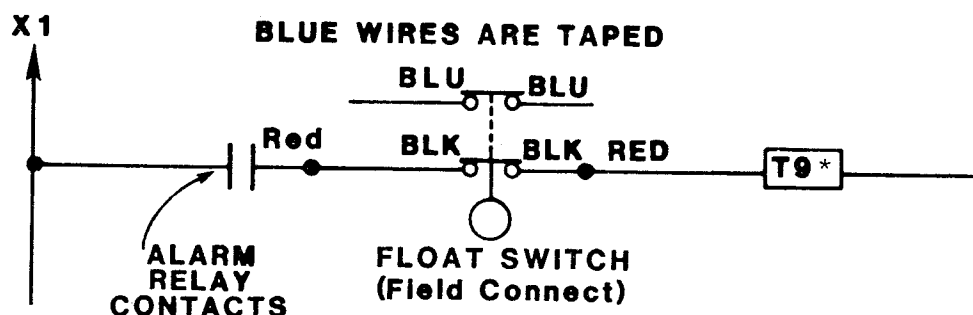 X1
BLUE WIRES ARE TAPED
BLU BLU
Red BLK BLK RED
T9*
ALARM
RELAY
CONTACTS
FLOAT SWITCH
(Field Connect)